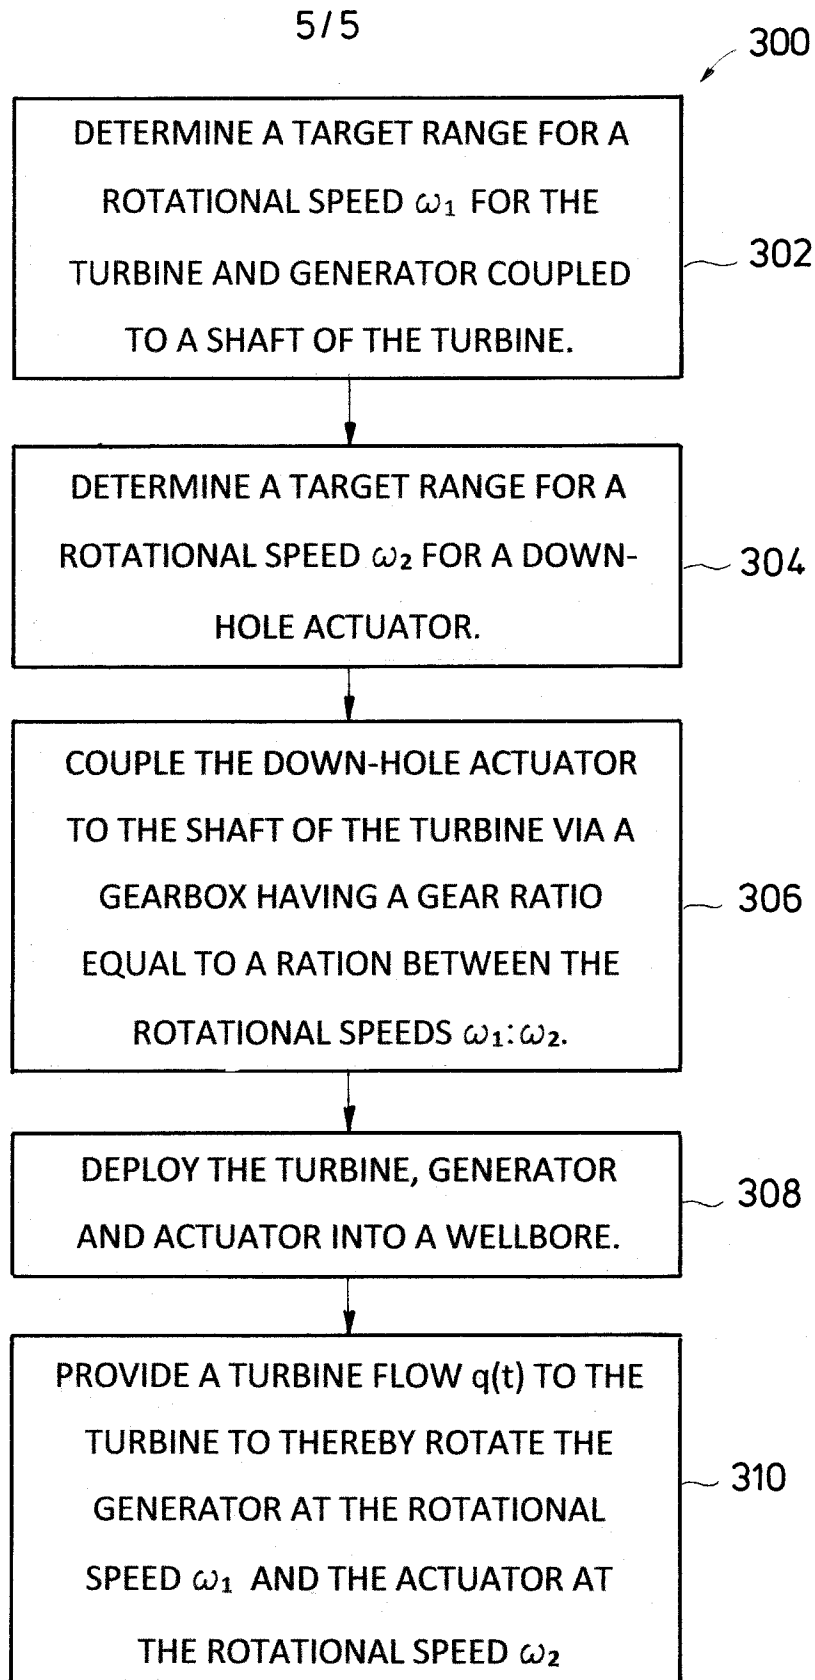 5/5
300
DETERMINE A TARGET RANGE FOR A
ROTATIONAL SPEED ω₁ FOR THE
TURBINE AND GENERATOR COUPLED
TO A SHAFT OF THE TURBINE.
302
DETERMINE A TARGET RANGE FOR A
ROTATIONAL SPEED ω₂ FOR A DOWN-
HOLE ACTUATOR.
304
COUPLE THE DOWN-HOLE ACTUATOR
TO THE SHAFT OF THE TURBINE VIA A
GEARBOX HAVING A GEAR RATIO
EQUAL TO A RATION BETWEEN THE
ROTATIONAL SPEEDS ω₁:ω₂.
306
DEPLOY THE TURBINE, GENERATOR
AND ACTUATOR INTO A WELLBORE.
308
PROVIDE A TURBINE FLOW q(t) TO THE
TURBINE TO THEREBY ROTATE THE
GENERATOR AT THE ROTATIONAL
SPEED ω₁ AND THE ACTUATOR AT
THE ROTATIONAL SPEED ω₂
310